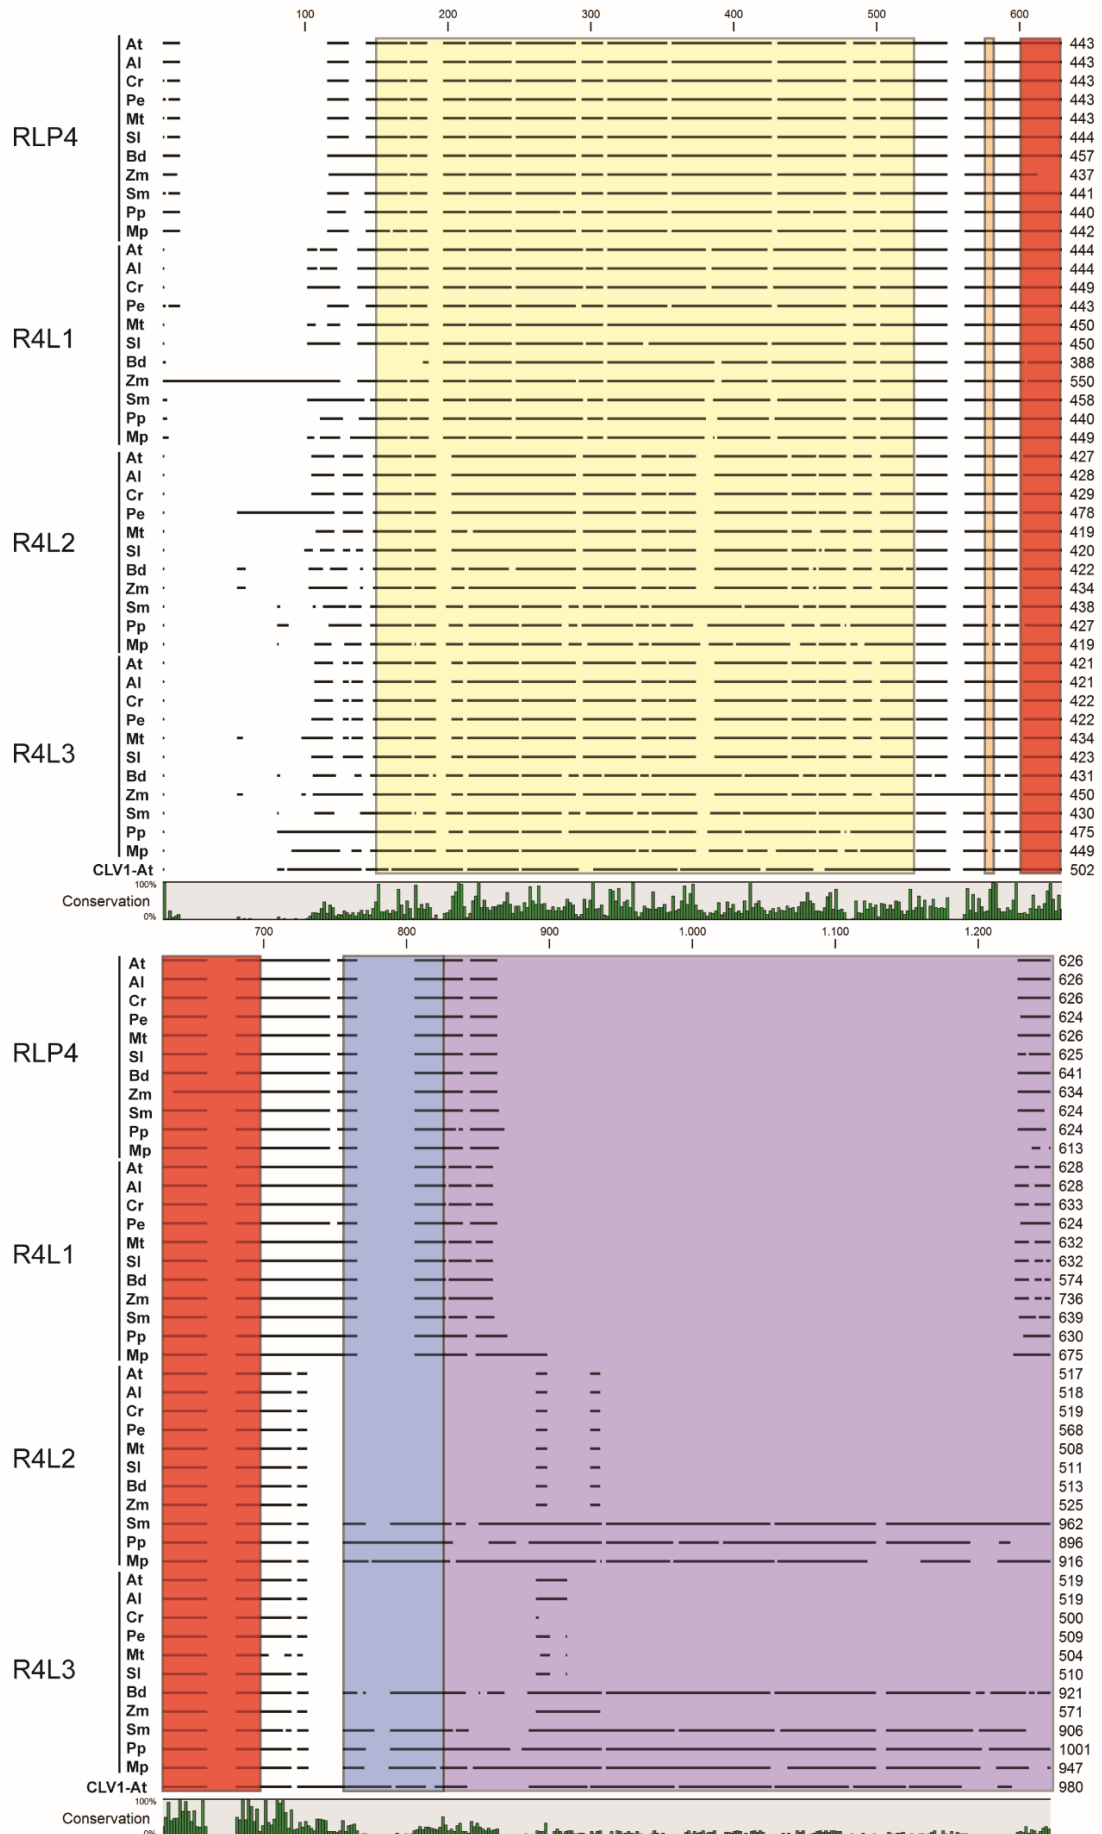 100 200 300 400 500 600
RLP4
At 443
Al 443
Cr 443
Pe 443
Mt 443
Sl 444
Bd 457
Zm 437
Sm 441
Pp 440
Mp 442
R4L1
At 444
Al 444
Cr 449
Pe 443
Mt 450
Sl 450
Bd 388
Zm 550
Sm 458
Pp 440
Mp 449
R4L2
At 427
Al 428
Cr 429
Pe 478
Mt 419
Sl 420
Bd 422
Zm 434
Sm 438
Pp 427
Mp 419
R4L3
At 421
Al 421
Cr 422
Pe 422
Mt 434
Sl 423
Bd 431
Zm 450
Sm 430
Pp 475
Mp 449
CLV1-At 502
100%
Conservation
0%
700 800 900 1.000 1.100 1.200
RLP4
At 626
Al 626
Cr 626
Pe 624
Mt 626
Sl 625
Bd 641
Zm 634
Sm 624
Pp 624
Mp 613
R4L1
At 628
Al 628
Cr 633
Pe 624
Mt 632
Sl 632
Bd 574
Zm 736
Sm 639
Pp 630
Mp 675
R4L2
At 517
Al 518
Cr 519
Pe 568
Mt 508
Sl 511
Bd 513
Zm 525
Sm 962
Pp 896
Mp 916
R4L3
At 519
Al 519
Cr 500
Pe 509
Mt 504
Sl 510
Bd 921
Zm 571
Sm 906
Pp 1001
Mp 947
CLV1-At 980
100%
Conservation
0%